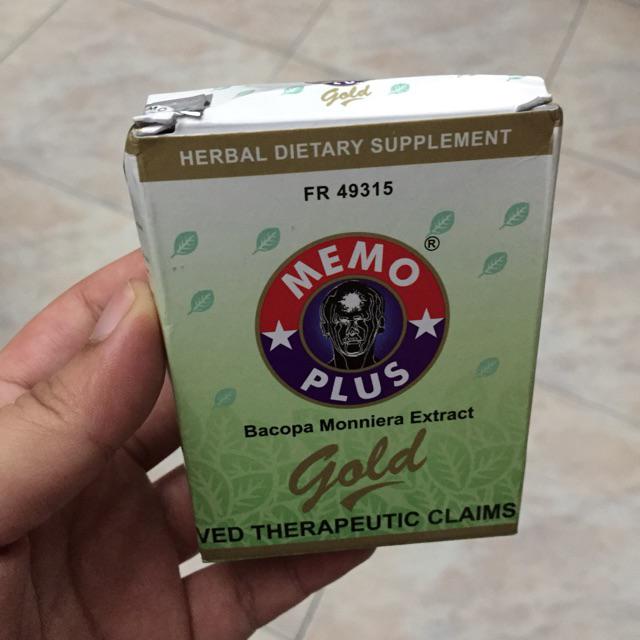 Gold
HERBAL DIETARY SUPPLEMENT
FR 49315
MEMO
®
PLUS
Bacopa Monniera Extract
Gold
VED THERAPEUTIC CLAIMS